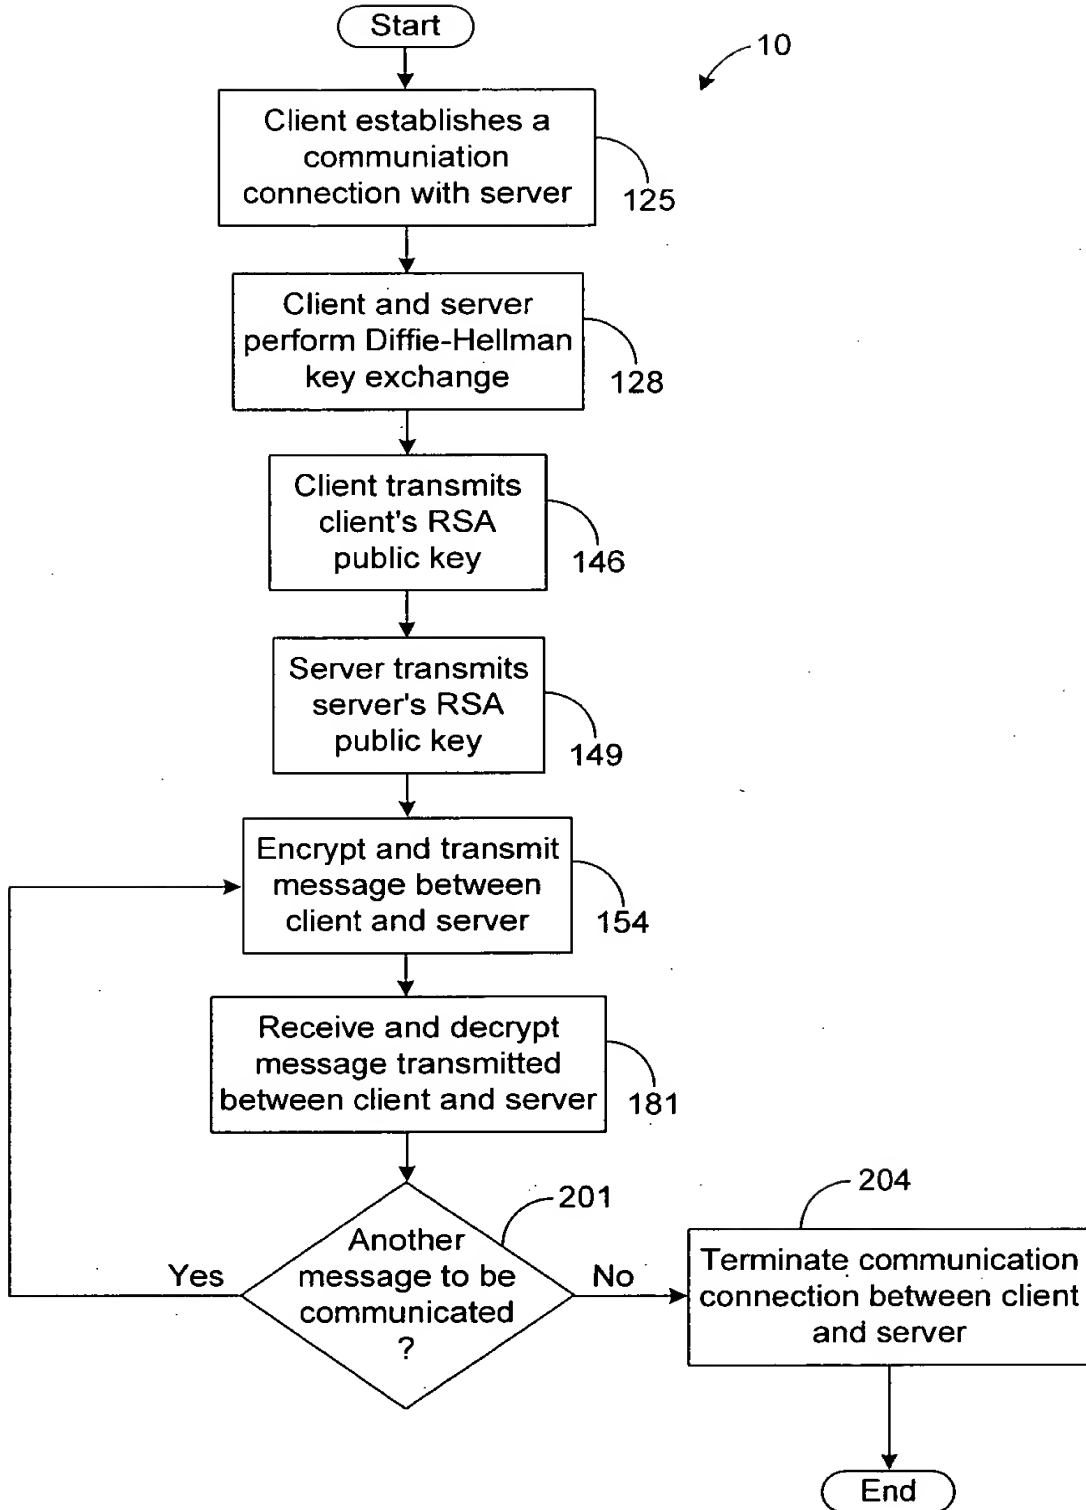 Start
10
Client establishes a
communiation
connection with server
125
Client and server
perform Diffie-Hellman
key exchange
128
Client transmits
client's RSA
public key
146
Server transmits
server's RSA
public key
149
Encrypt and transmit
message between
client and server
154
Receive and decrypt
message transmitted
between client and server
181
Another
message to be
communicated
?
201
Yes
No
204
Terminate communication
connection between client
and server
End